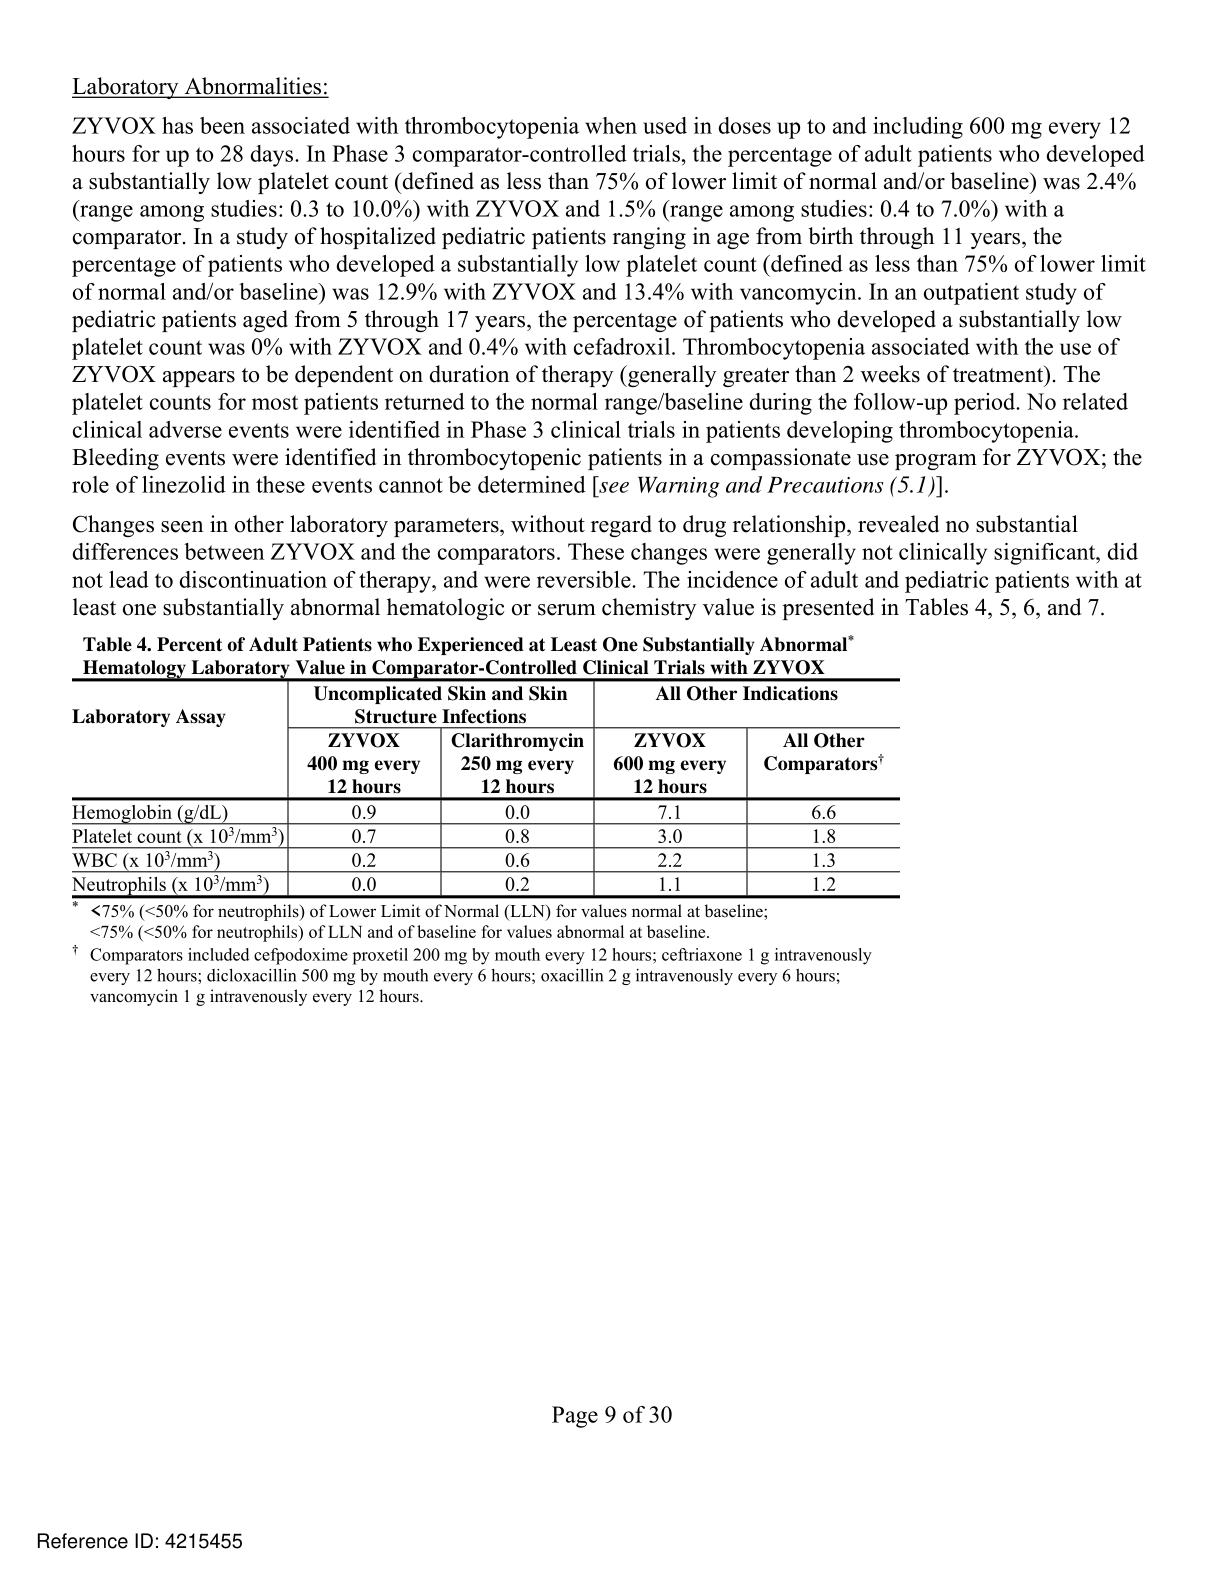 Laboratory Abnormalities:
ZYVOX has been associated with thrombocytopenia when used in doses up to and including 600 mg every 12
hours for up to 28 days. In Phase 3 comparator-controlled trials, the percentage of adult patients who developed
a substantially low platelet count (defined as less than 75% of lower limit of normal and/or baseline) was 2.4%
(range among studies: 0.3 to 10.0%) with ZYVOX and 1.5% (range among studies: 0.4 to 7.0%) with a
comparator. In a study of hospitalized pediatric patients ranging in age from birth through 11 years, the
percentage of patients who developed a substantially low platelet count (defined as less than 75% of lower limit
of normal and/or baseline) was 12.9% with ZYVOX and 13.4% with vancomycin. In an outpatient study of
pediatric patients aged from 5 through 17 years, the percentage of patients who developed a substantially low
platelet count was 0% with ZYVOX and 0.4% with cefadroxil. Thrombocytopenia associated with the use of
ZYVOX appears to be dependent on duration of therapy (generally greater than 2 weeks of treatment). The
platelet counts for most patients returned to the normal range/baseline during the follow-up period. No related
clinical adverse events were identified in Phase 3 clinical trials in patients developing thrombocytopenia.
Bleeding events were identified in thrombocytopenic patients in a compassionate use program for ZYVOX; the
role of linezolid in these events cannot be determined [see Warning and Precautions (5.1)].
Changes seen in other laboratory parameters, without regard to drug relationship, revealed no substantial
differences between ZYVOX and the comparators. These changes were generally not clinically significant, did
not lead to discontinuation of therapy, and were reversible. The incidence of adult and pediatric patients with at
least one substantially abnormal hematologic or serum chemistry value is presented in Tables 4, 5, 6, and 7.
Table 4. Percent of Adult Patients who Experienced at Least One Substantially Abnormal*
Hematology Laboratory Value in Comparator-Controlled Clinical Trials with ZYVOX
Laboratory Assay
Uncomplicated Skin and Skin
Structure Infections
All Other Indications
ZYVOX
400 mg every
12 hours
Clarithromycin
250 mg every
12 hours
ZYVOX
600 mg every
12 hours
All Other
Comparators†
Hemoglobin (g/dL) 0.9 0.0 7.1 6.6
Platelet count (x 10³/mm³) 0.7 0.8 3.0 1.8
WBC (x 10³/mm³) 0.2 0.6 2.2 1.3
Neutrophils (x 10³/mm³) 0.0 0.2 1.1 1.2
* <75% (<50% for neutrophils) of Lower Limit of Normal (LLN) for values normal at baseline;
<75% (<50% for neutrophils) of LLN and of baseline for values abnormal at baseline.
† Comparators included cefpodoxime proxetil 200 mg by mouth every 12 hours; ceftriaxone 1 g intravenously
every 12 hours; dicloxacillin 500 mg by mouth every 6 hours; oxacillin 2 g intravenously every 6 hours;
vancomycin 1 g intravenously every 12 hours.
Page 9 of 30
Reference ID: 4215455